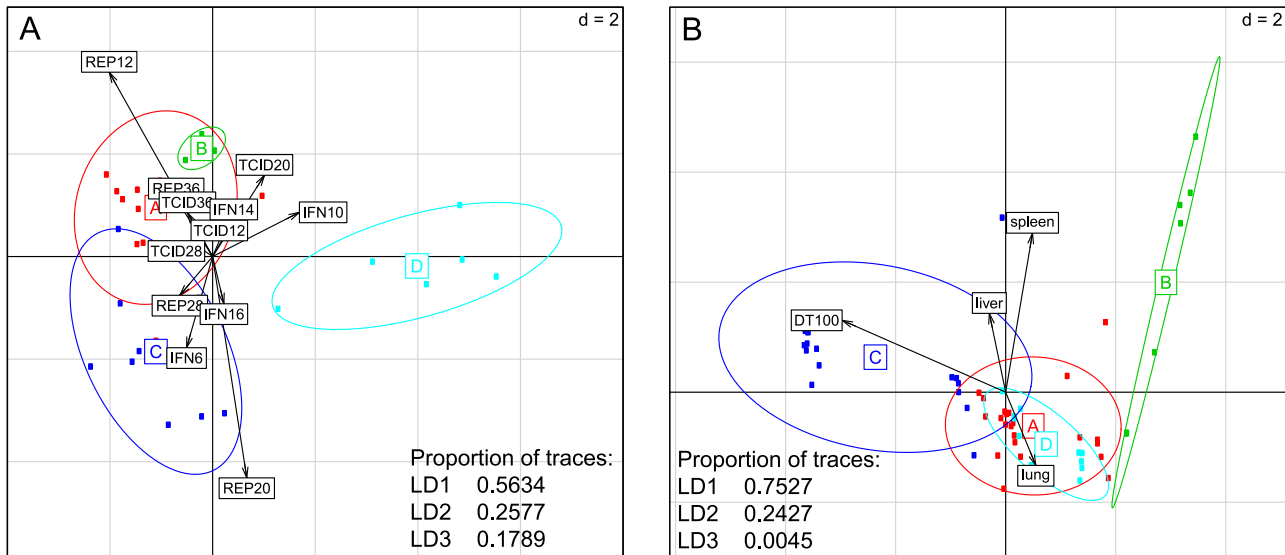 A
d = 2
REP12
B
TCID20
REP36
TCID36
A
IFN14
IFN10
TCID12
TCID28
D
REP28
IFN16
C
IFN6
REP20
Proportion of traces:
LD1 0.5634
LD2 0.2577
LD3 0.1789
B
d = 2
spleen
B
liver
DT100
C
A
D
lung
Proportion of traces:
LD1 0.7527
LD2 0.2427
LD3 0.0045